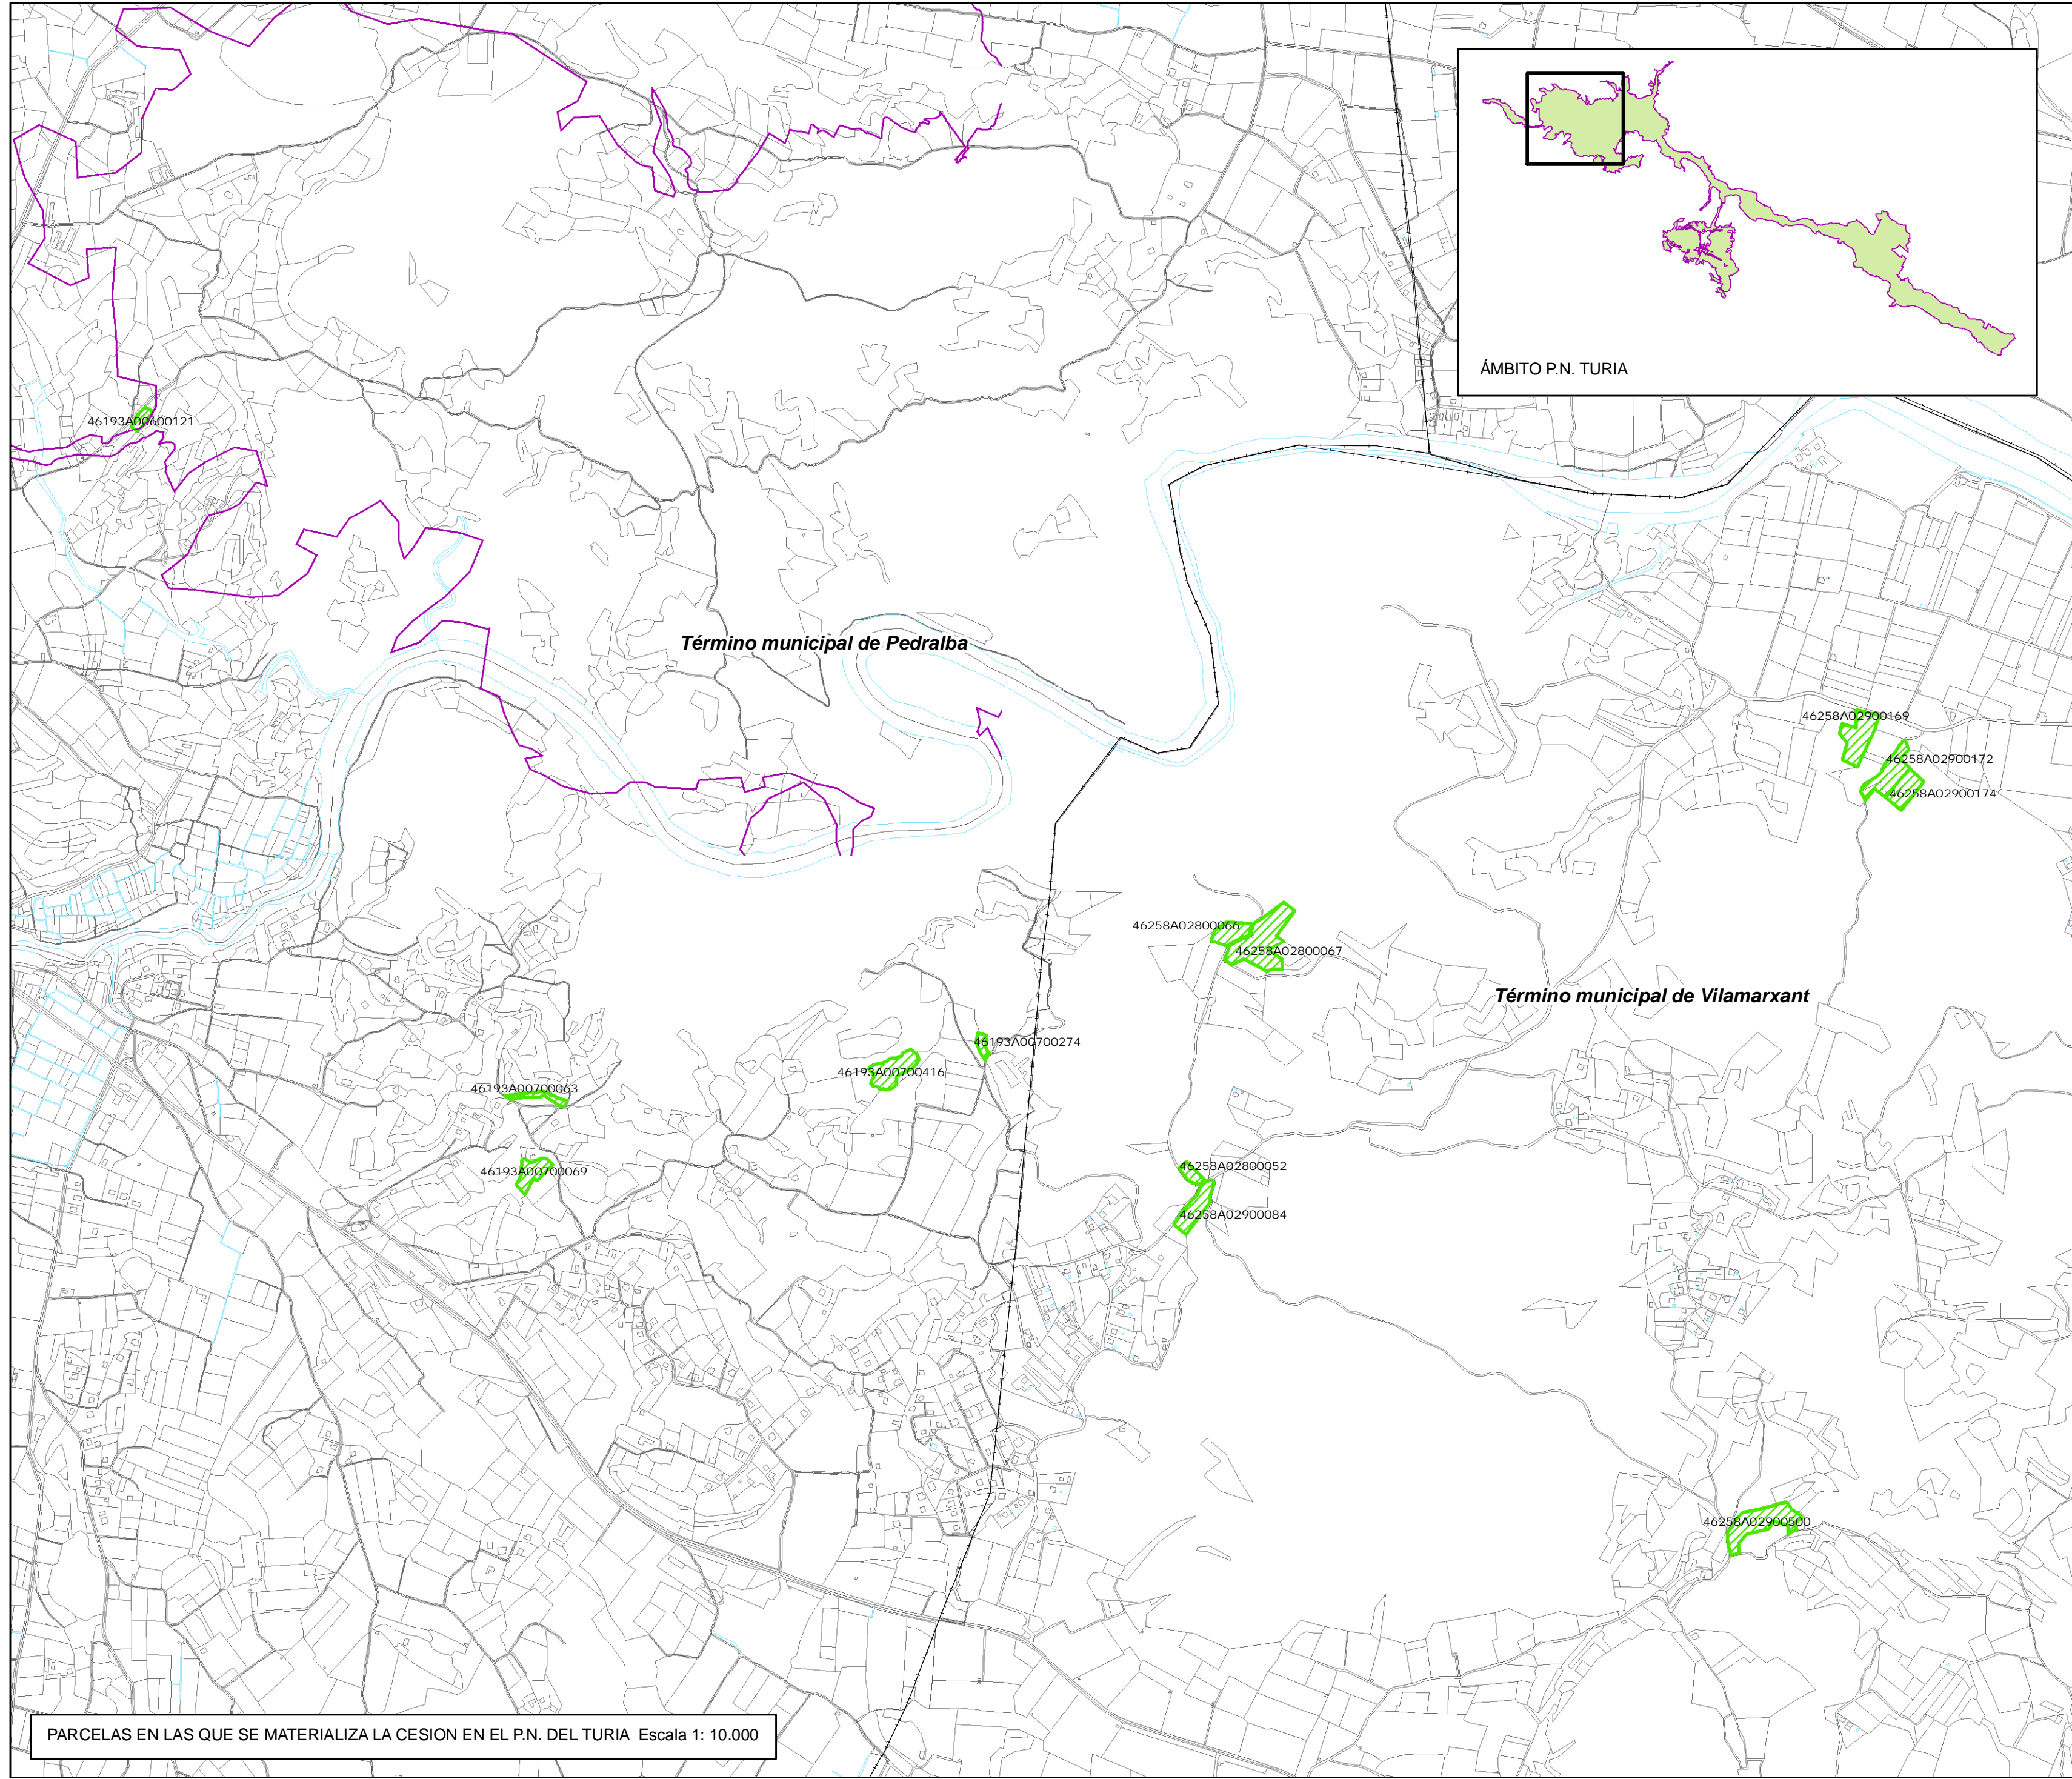 ÁMBITO P.N. TURIA
46193A00600121
Término municipal de Pedralba
46258A02900169
46258A02900172
46258A02900174
46258A02800066
46258A02800067
Término municipal de Vilamarxant
46193A00700274
46193A00700416
46193A00700063
46258A02800052
46193A00700069
46258A02900084
46258A02900500
PARCELAS EN LAS QUE SE MATERIALIZA LA CESION EN EL P.N. DEL TURIA Escala 1: 10.000